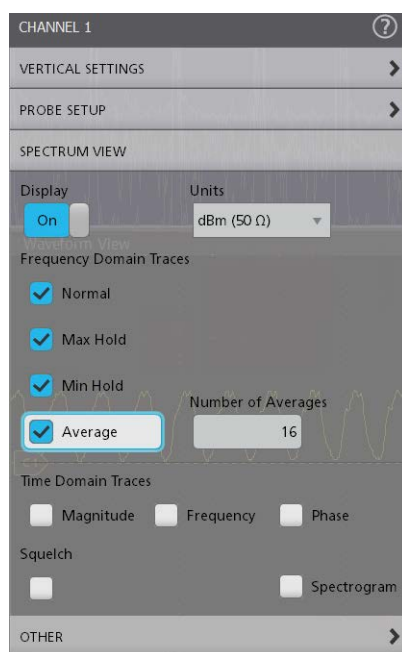 CHANNEL 1 ?
VERTICAL SETTINGS
PROBE SETUP
SPECTRUM VIEW
Display Units
On dBm (50 Ω)
Waveform View
Frequency Domain Traces
Normal
Max Hold
Min Hold
Number of Averages
Average 16
Time Domain Traces
Magnitude Frequency Phase
Squelch
Spectrogram
OTHER